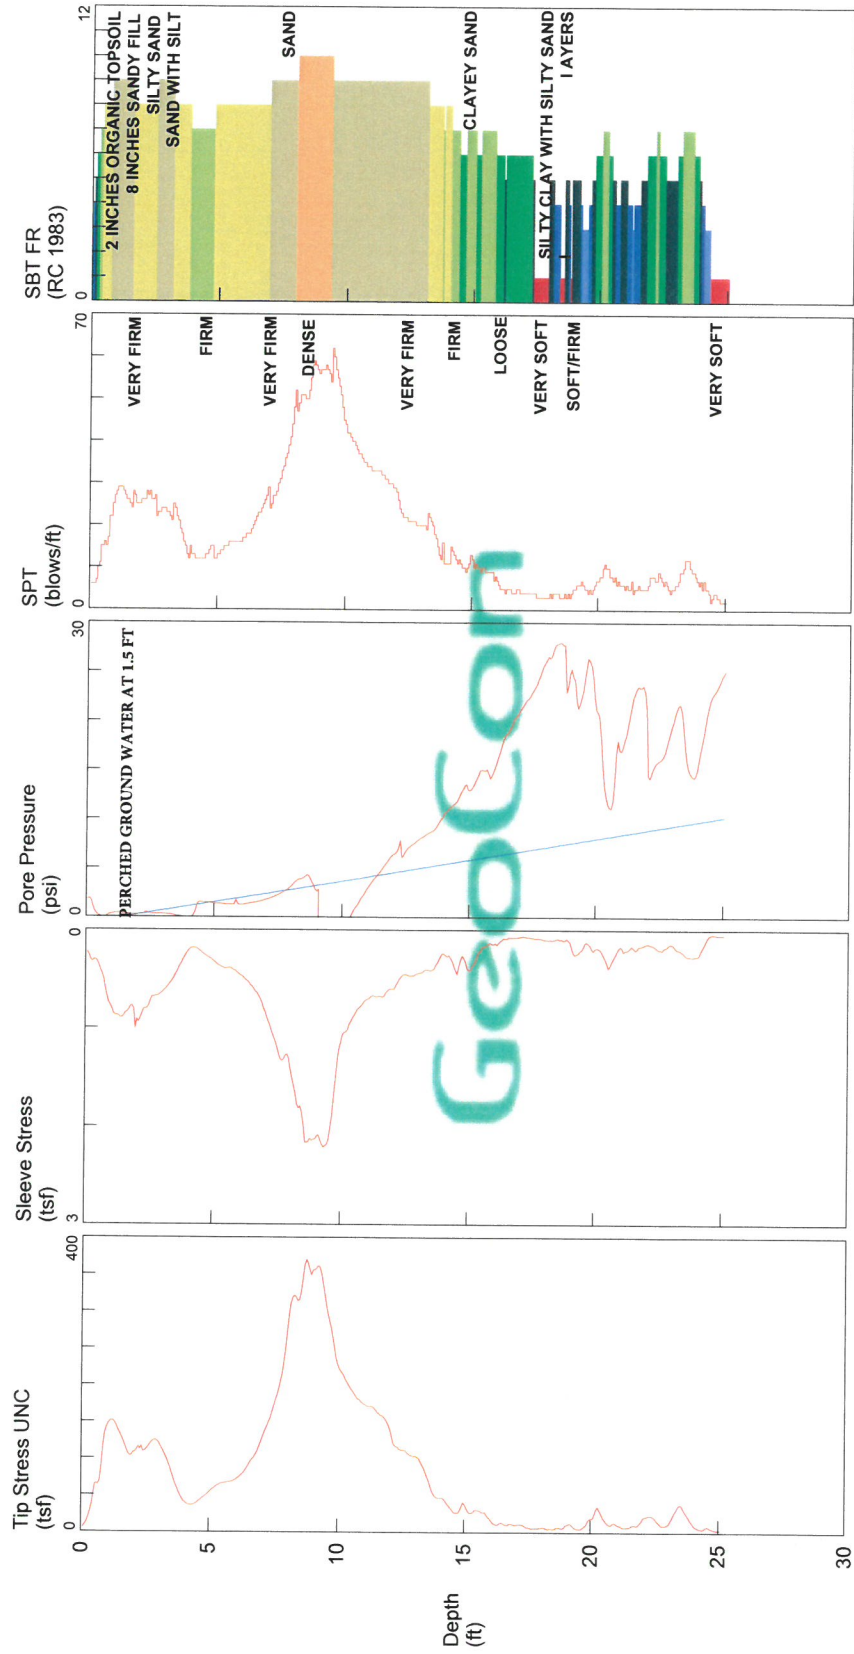 Depth
(ft)
0
5
10
15
20
25
30
Tip Stress UNC
(tsf)
0
400
Sleeve Stress
(tsf)
3
0
Pore Pressure
(psi)
0
30
PERCHED GROUND WATER AT 1.5 FT
SPT
(blows/ft)
0
70
VERY FIRM
FIRM
VERY FIRM
DENSE
VERY FIRM
FIRM
LOOSE
VERY SOFT
SOFT/FIRM
VERY SOFT
SBT FR
(RC 1983)
0
12
2 INCHES ORGANIC TOPSOIL
8 INCHES SANDY FILL
SILTY SAND
SAND WITH SILT
SAND
CLAYEY SAND
SILTY CLAY WITH SILTY SAND
LAYERS
GeoCon